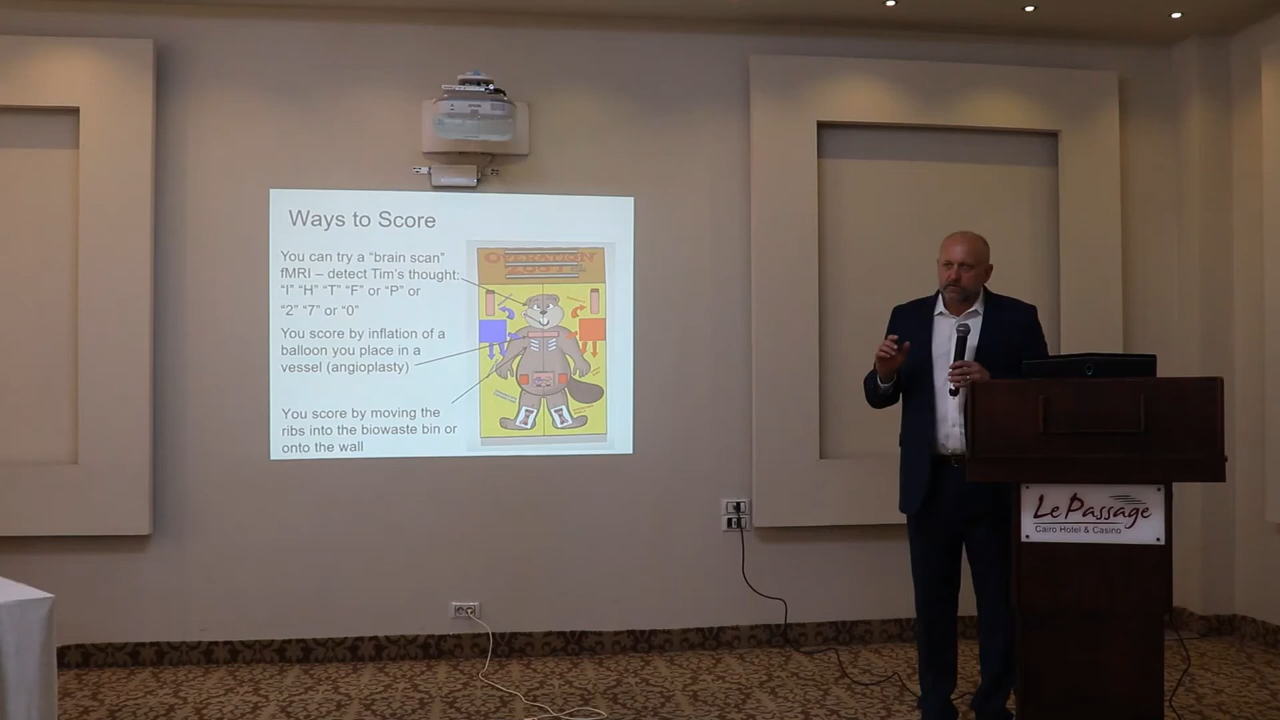 Ways to Score
You can try a “brain scan”
fMRI – detect Tim’s thought:
“I” “H” “T” “F” or “P” or
“2” “7” or “0”
You score by inflation of a
balloon you place in a
vessel (angioplasty)
You score by moving the
ribs into the biowaste bin or
onto the wall
OPERATION
Le Passage
Cairo Hotel & Casino